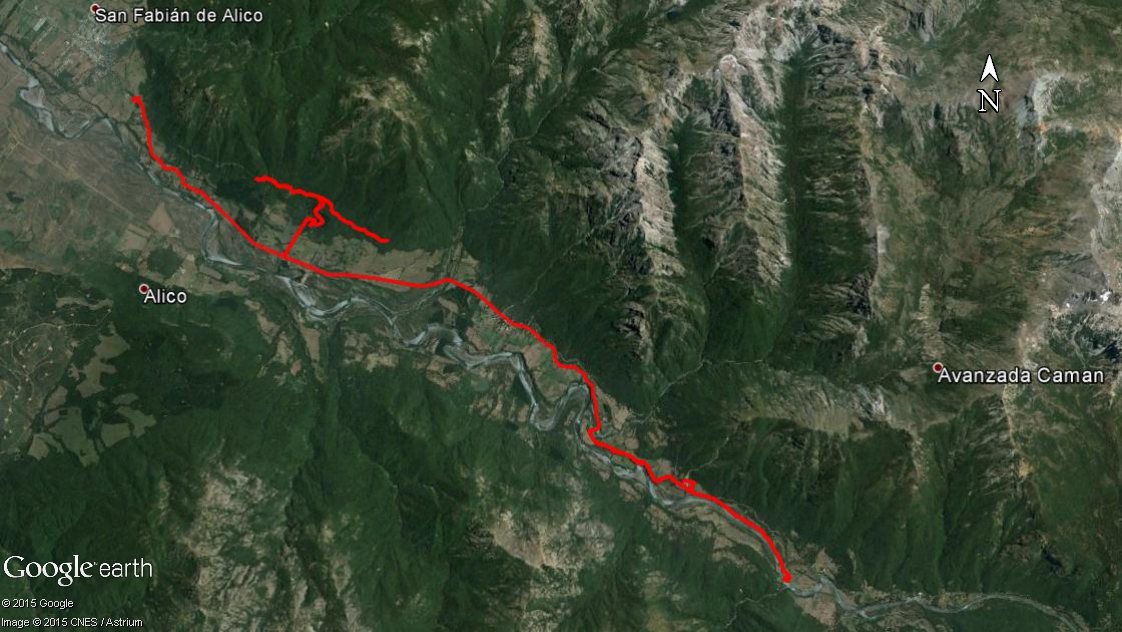 San Fabián de Alico
N
Alico
Avanzada Caman
Google earth
© 2015 Google
Image © 2015 CNES / Astrium